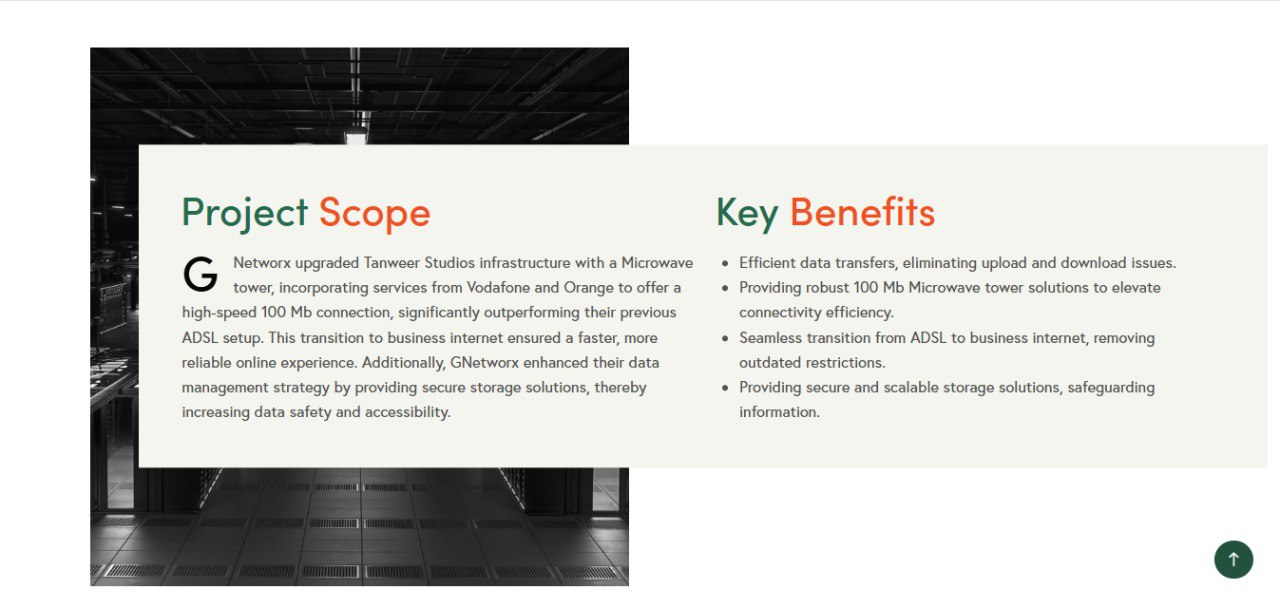 Project Scope
GNetworx upgraded Tanweer Studios infrastructure with a Microwave
tower, incorporating services from Vodafone and Orange to offer a
high-speed 100 Mb connection, significantly outperforming their previous
ADSL setup. This transition to business internet ensured a faster, more
reliable online experience. Additionally, GNetworx enhanced their data
management strategy by providing secure storage solutions, thereby
increasing data safety and accessibility.
Key Benefits
• Efficient data transfers, eliminating upload and download issues.
• Providing robust 100 Mb Microwave tower solutions to elevate
connectivity efficiency.
• Seamless transition from ADSL to business internet, removing
outdated restrictions.
• Providing secure and scalable storage solutions, safeguarding
information.